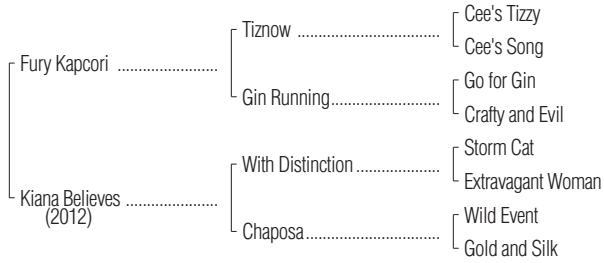 Cee's Tizzy
Tiznow
Cee's Song
Fury Kapcori
Go for Gin
Gin Running
Crafty and Evil
Storm Cat
With Distinction
Extravagant Woman
Kiana Believes
(2012)
Wild Event
Chaposa
Gold and Silk